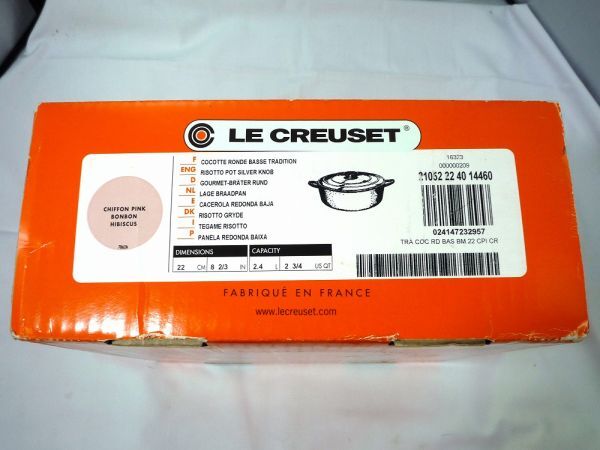 LE CREUSET®
F COCOTTE RONDE BASSE TRADITION
ENG RISOTTO POT SILVER KNOB
D GOURMET-BRÄTER RUND
NL LAGE BRAADPAN
E CACEROLA REDONDA BAJA
DK RISOTTO GRYDE
I TEGAME RISOTTO
P PANELA REDONDA BAIXA
DIMENSIONS CAPACITY
22 CM 8 2/3 IN 2.4 L 2 3/4 US QT
CHIFFON PINK
BONBON
HIBISCUS
16323
000000209
21052 22 40 14460
024147232957
TRA COC RD BAS BM 22 CPI CR
FABRIQUÉ EN FRANCE
www.lecreuset.com